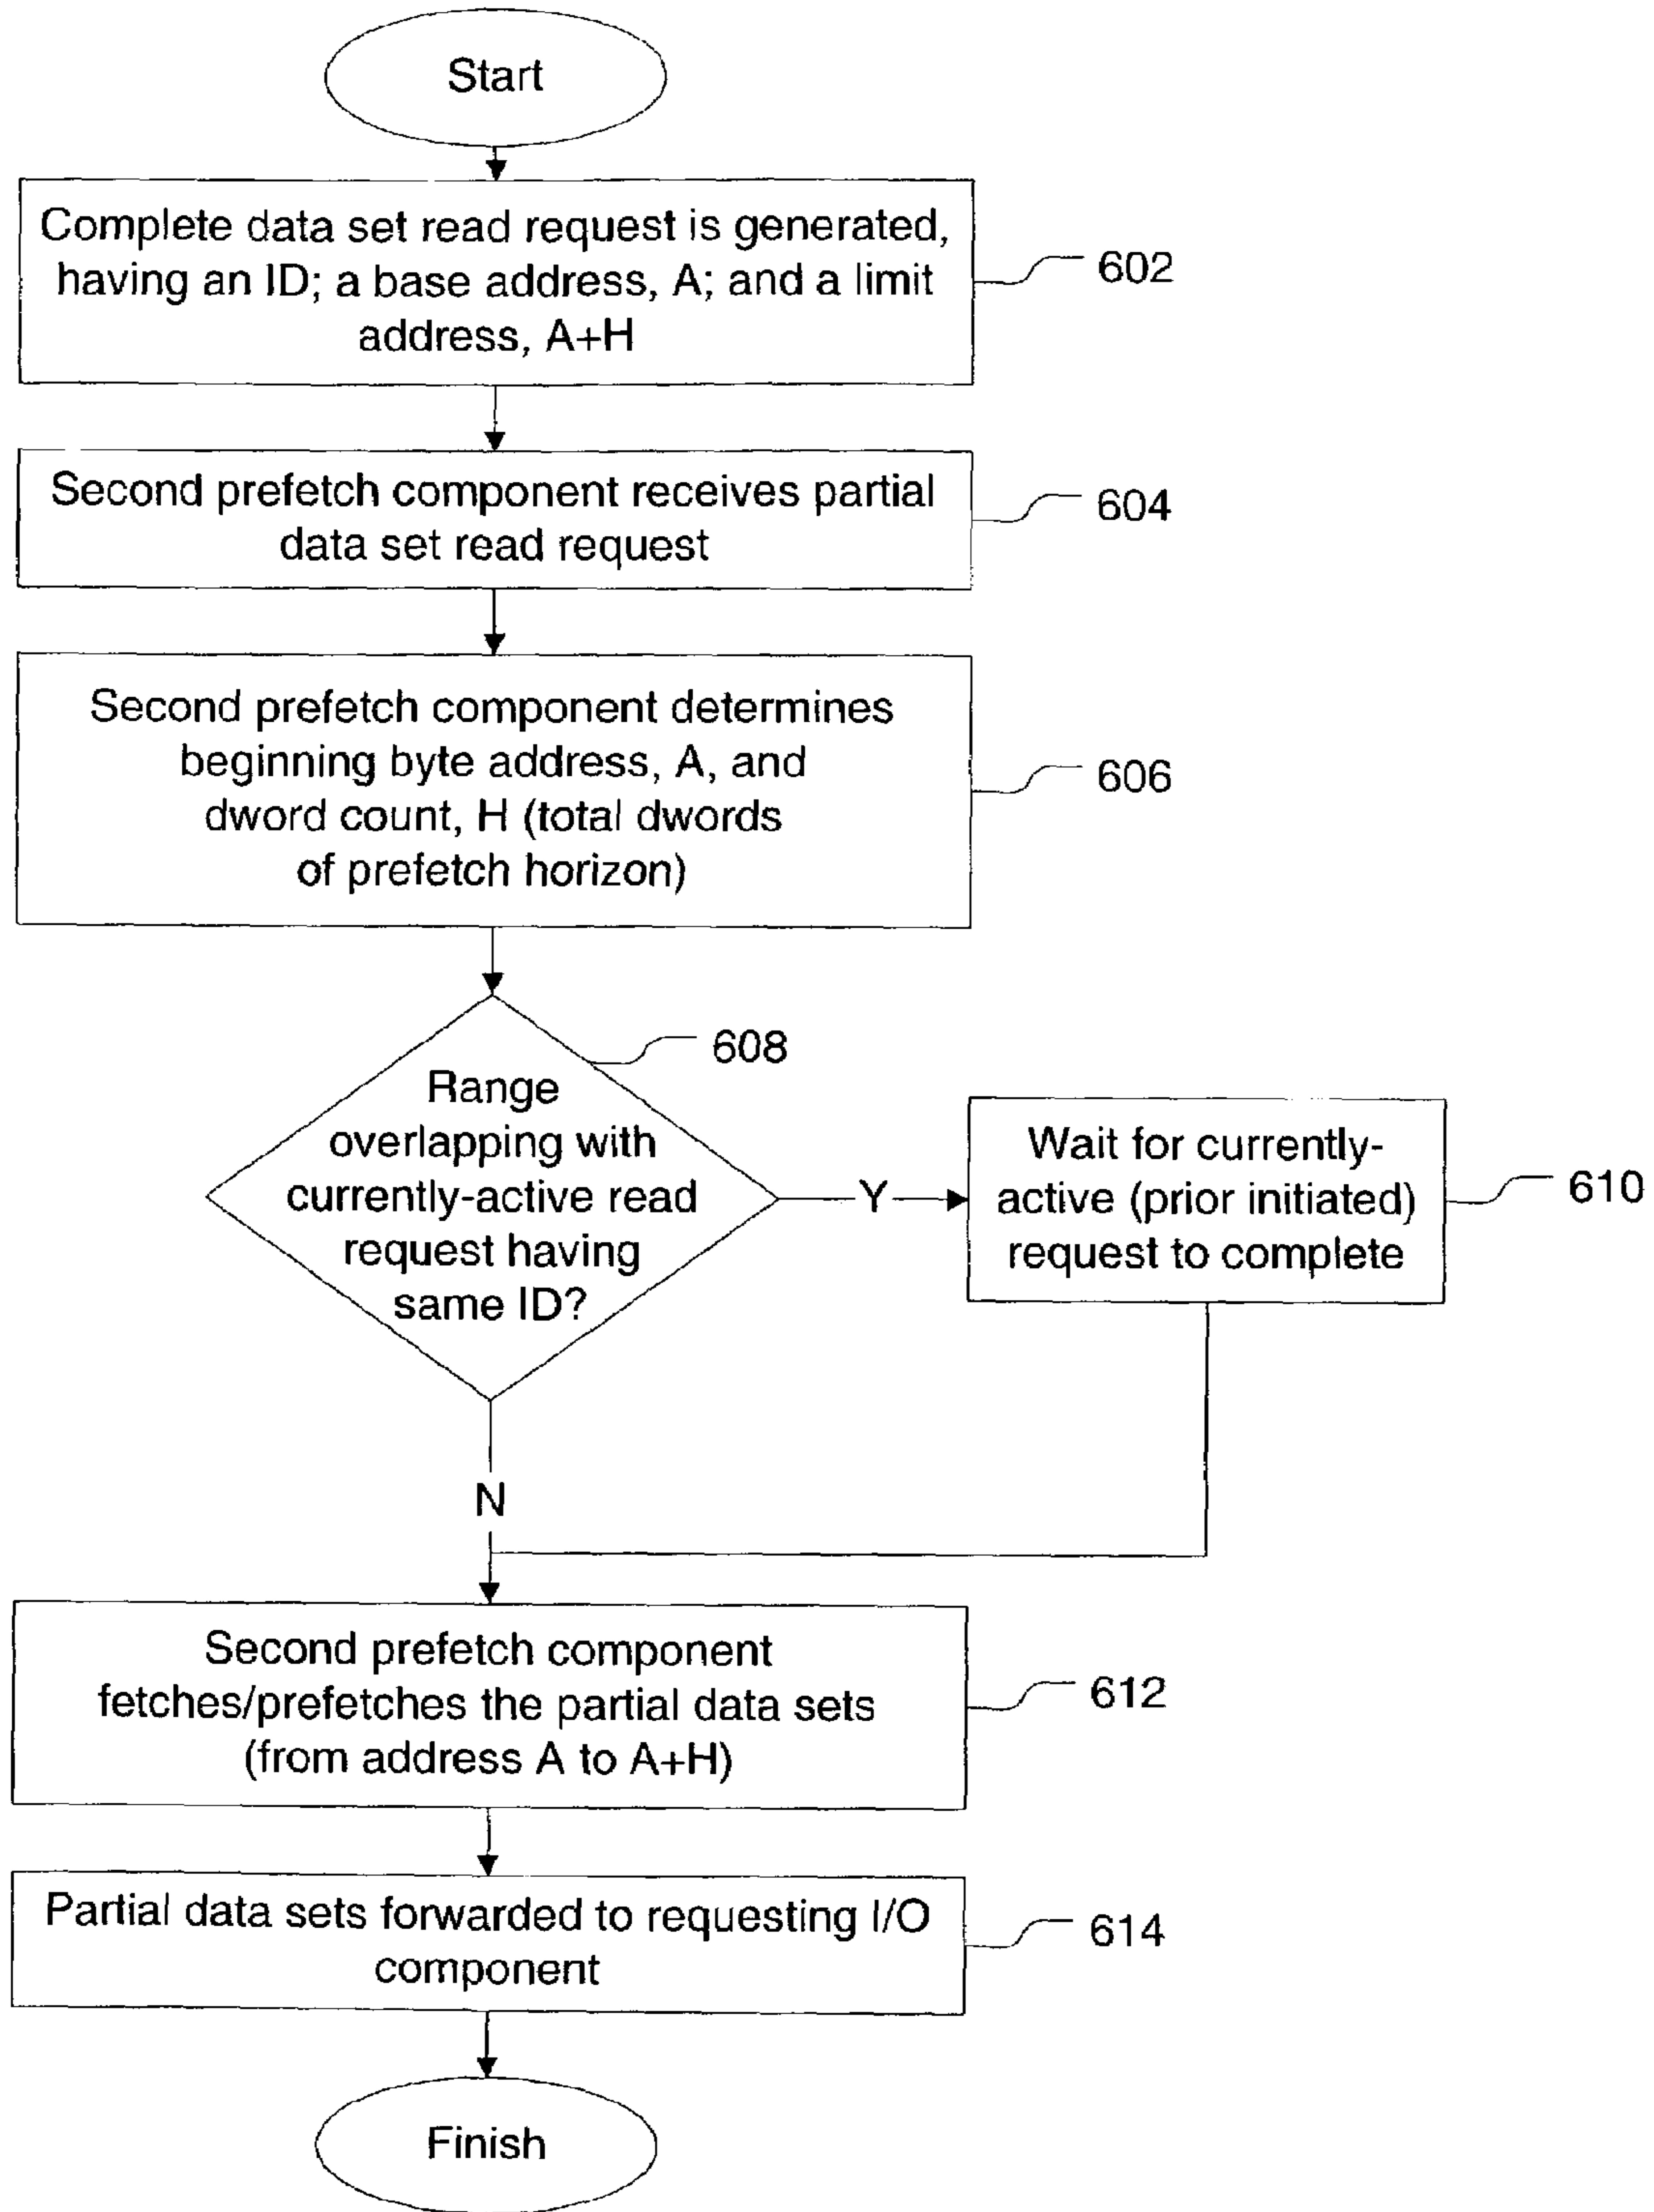 Start
Complete data set read request is generated,
having an ID; a base address, A; and a limit
address, A+H
602
Second prefetch component receives partial
data set read request
604
Second prefetch component determines
beginning byte address, A, and
dword count, H (total dwords
of prefetch horizon)
606
608
Range
overlapping with
currently-active read
request having
same ID?
Y
Wait for currently-
active (prior initiated)
request to complete
610
N
Second prefetch component
fetches/prefetches the partial data sets
(from address A to A+H)
612
Partial data sets forwarded to requesting I/O
component
614
Finish